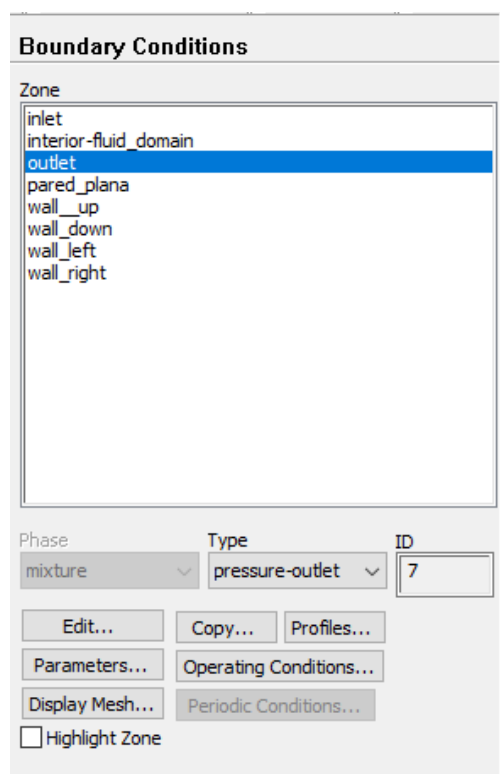 Boundary Conditions
Zone
inlet
interior-fluid_domain
outlet
pared_plana
wall__up
wall_down
wall_left
wall_right
Phase Type ID
mixture pressure-outlet 7
Edit... Copy... Profiles...
Parameters... Operating Conditions...
Display Mesh... Periodic Conditions...
Highlight Zone